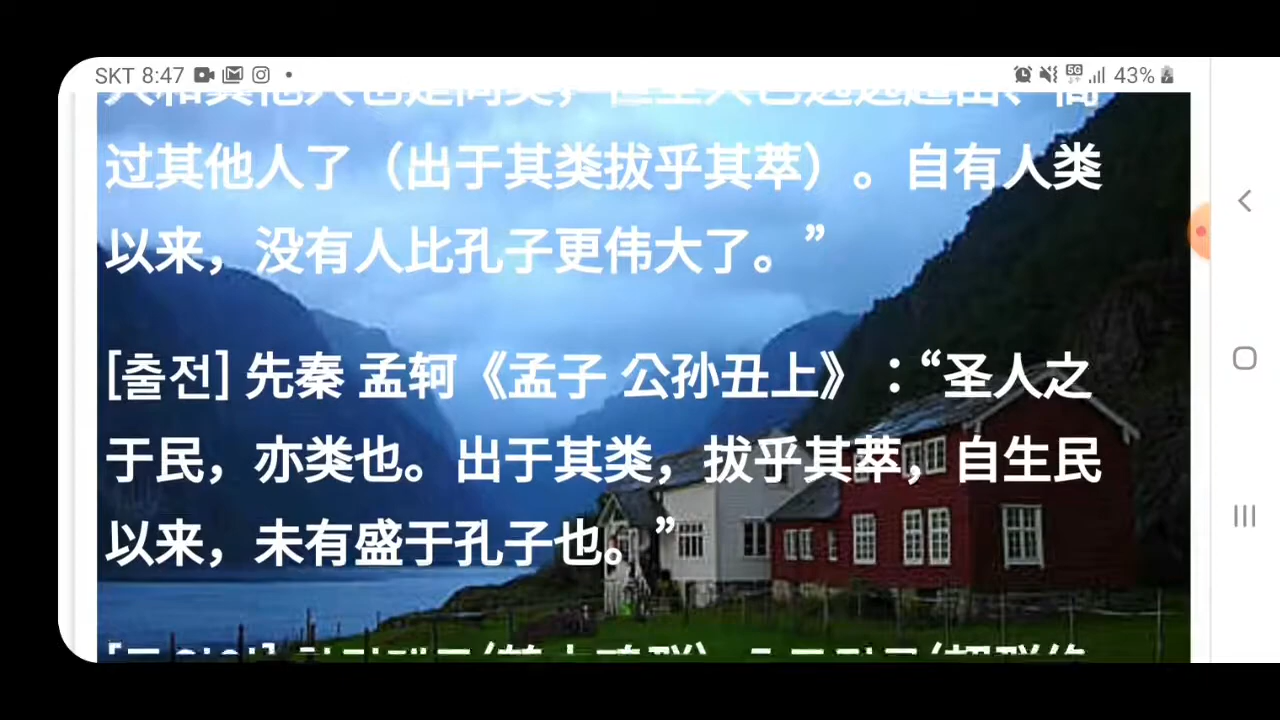 SKT 8:47
5G
43%
过其他人了（出于其类拔乎其萃）。自有人类
以来，没有人比孔子更伟大了。”
[출전] 先秦 孟轲《孟子 公孙丑上》：“圣人之
于民，亦类也。出于其类，拔乎其萃，自生民
以来，未有盛于孔子也。”